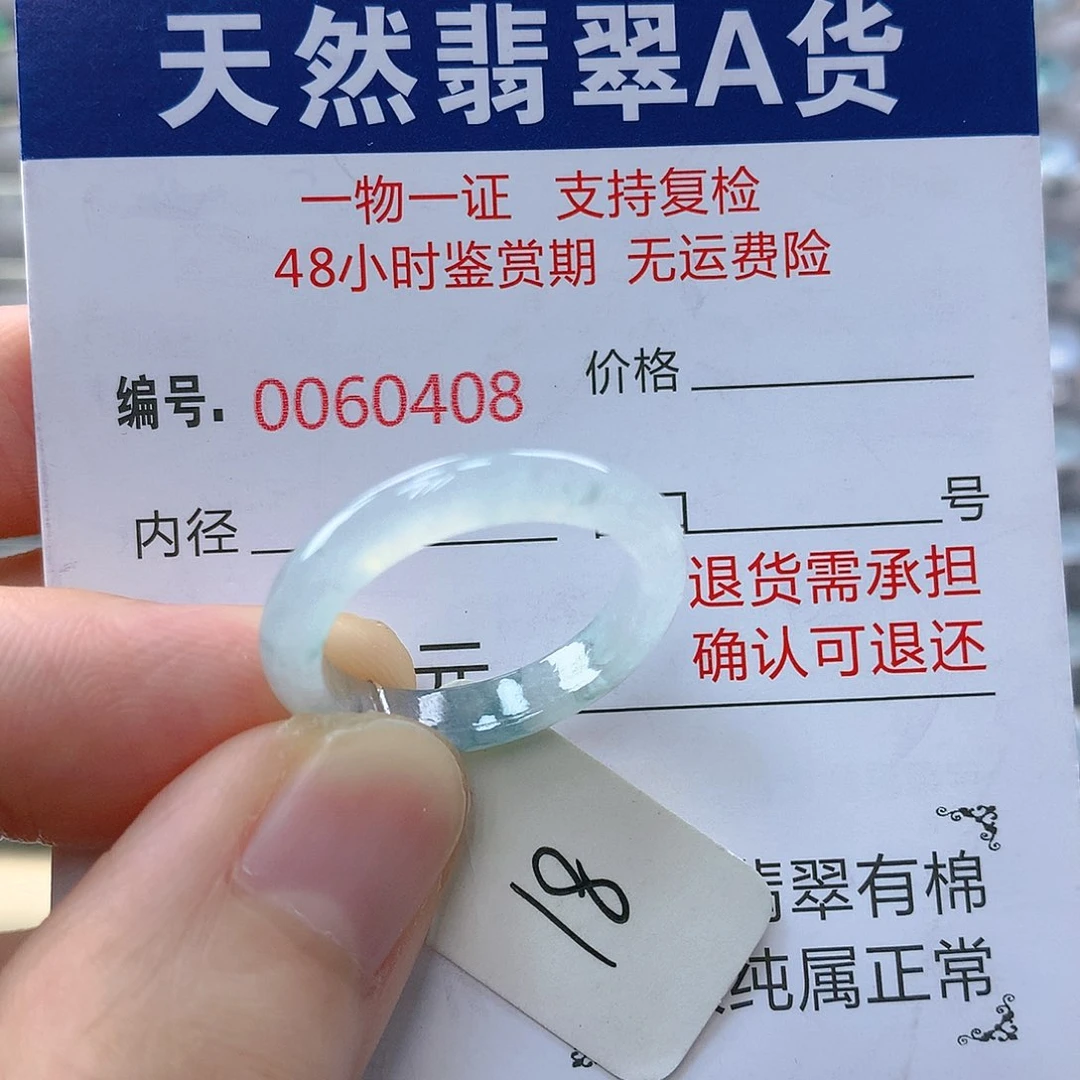 天然翡翠A货
一物一证 支持复检
48小时鉴赏期 无运费险
编号. 0060408 价格
内径 号
元 退货需承担
确认可退还
18
翡翠有棉
纯属正常